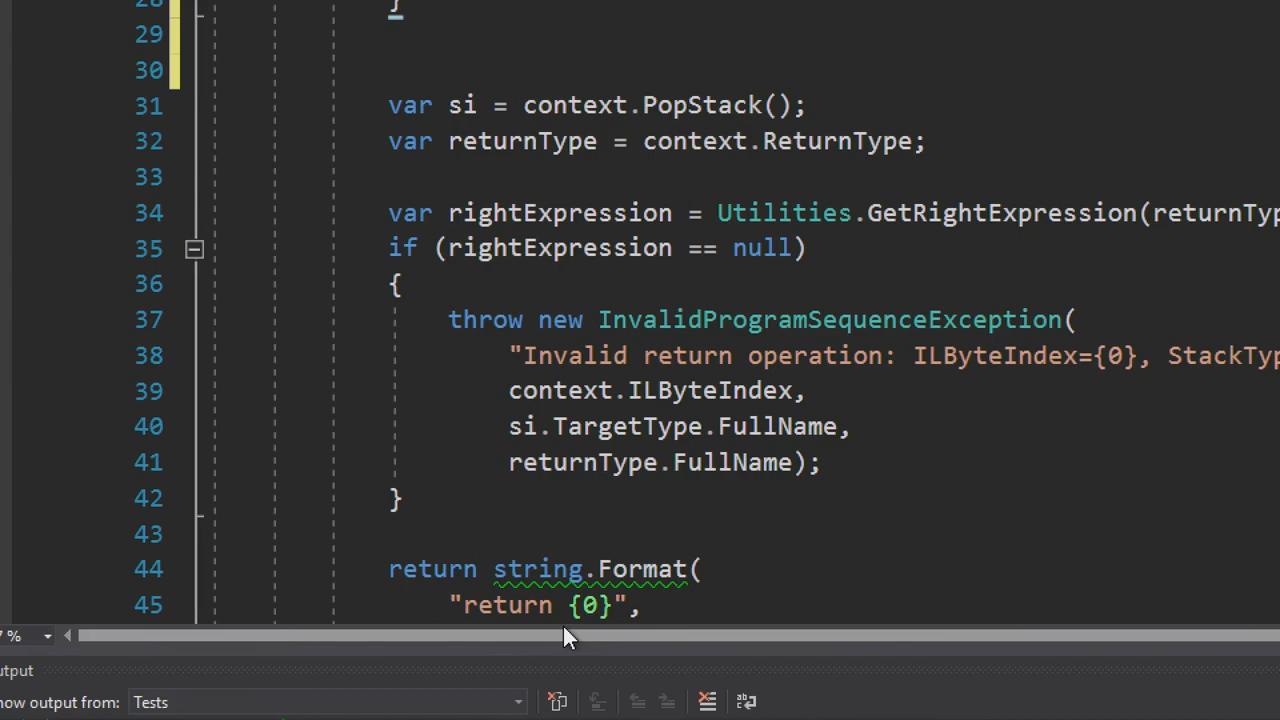 28 }
29
30
31 var si = context.PopStack();
32 var returnType = context.ReturnType;
33
34 var rightExpression = Utilities.GetRightExpression(returnTyp
35 if (rightExpression == null)
36 {
37 throw new InvalidProgramSequenceException(
38 "Invalid return operation: ILByteIndex={0}, StackTyp
39 context.ILByteIndex,
40 si.TargetType.FullName,
41 returnType.FullName);
42 }
43
44 return string.Format(
45 "return {0}",
7 %
utput
how output from: Tests